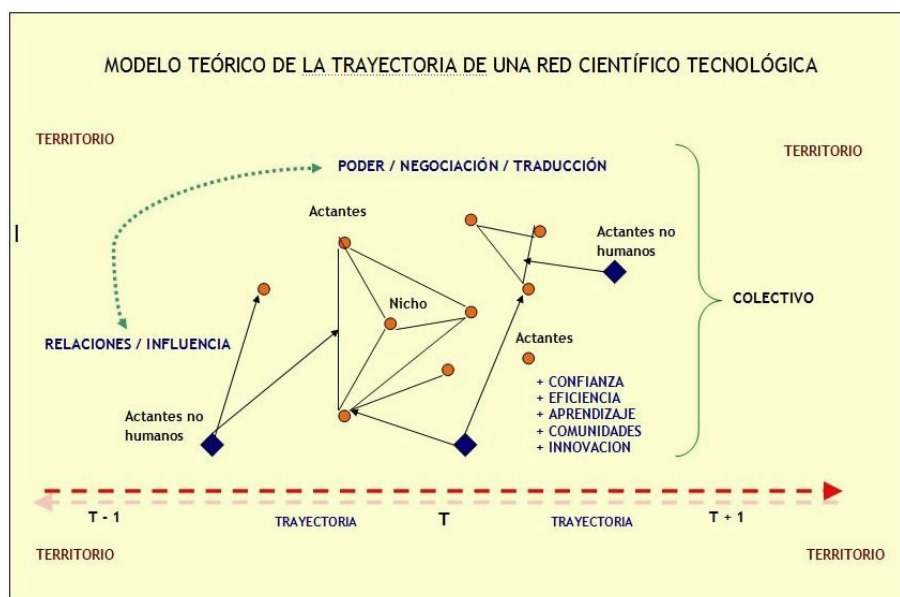 MODELO TEÓRICO DE LA TRAYECTORIA DE UNA RED CIENTÍFICO TECNOLÓGICA
TERRITORIO
TERRITORIO
PODER / NEGOCIACIÓN / TRADUCCIÓN
Actantes
Actantes no
humanos
Nicho
COLECTIVO
RELACIONES / INFLUENCIA
Actantes
+ CONFIANZA
+ EFICIENCIA
+ APRENDIZAJE
+ COMUNIDADES
+ INNOVACION
Actantes no
humanos
T - 1
TRAYECTORIA
T
TRAYECTORIA
T + 1
TERRITORIO
TERRITORIO